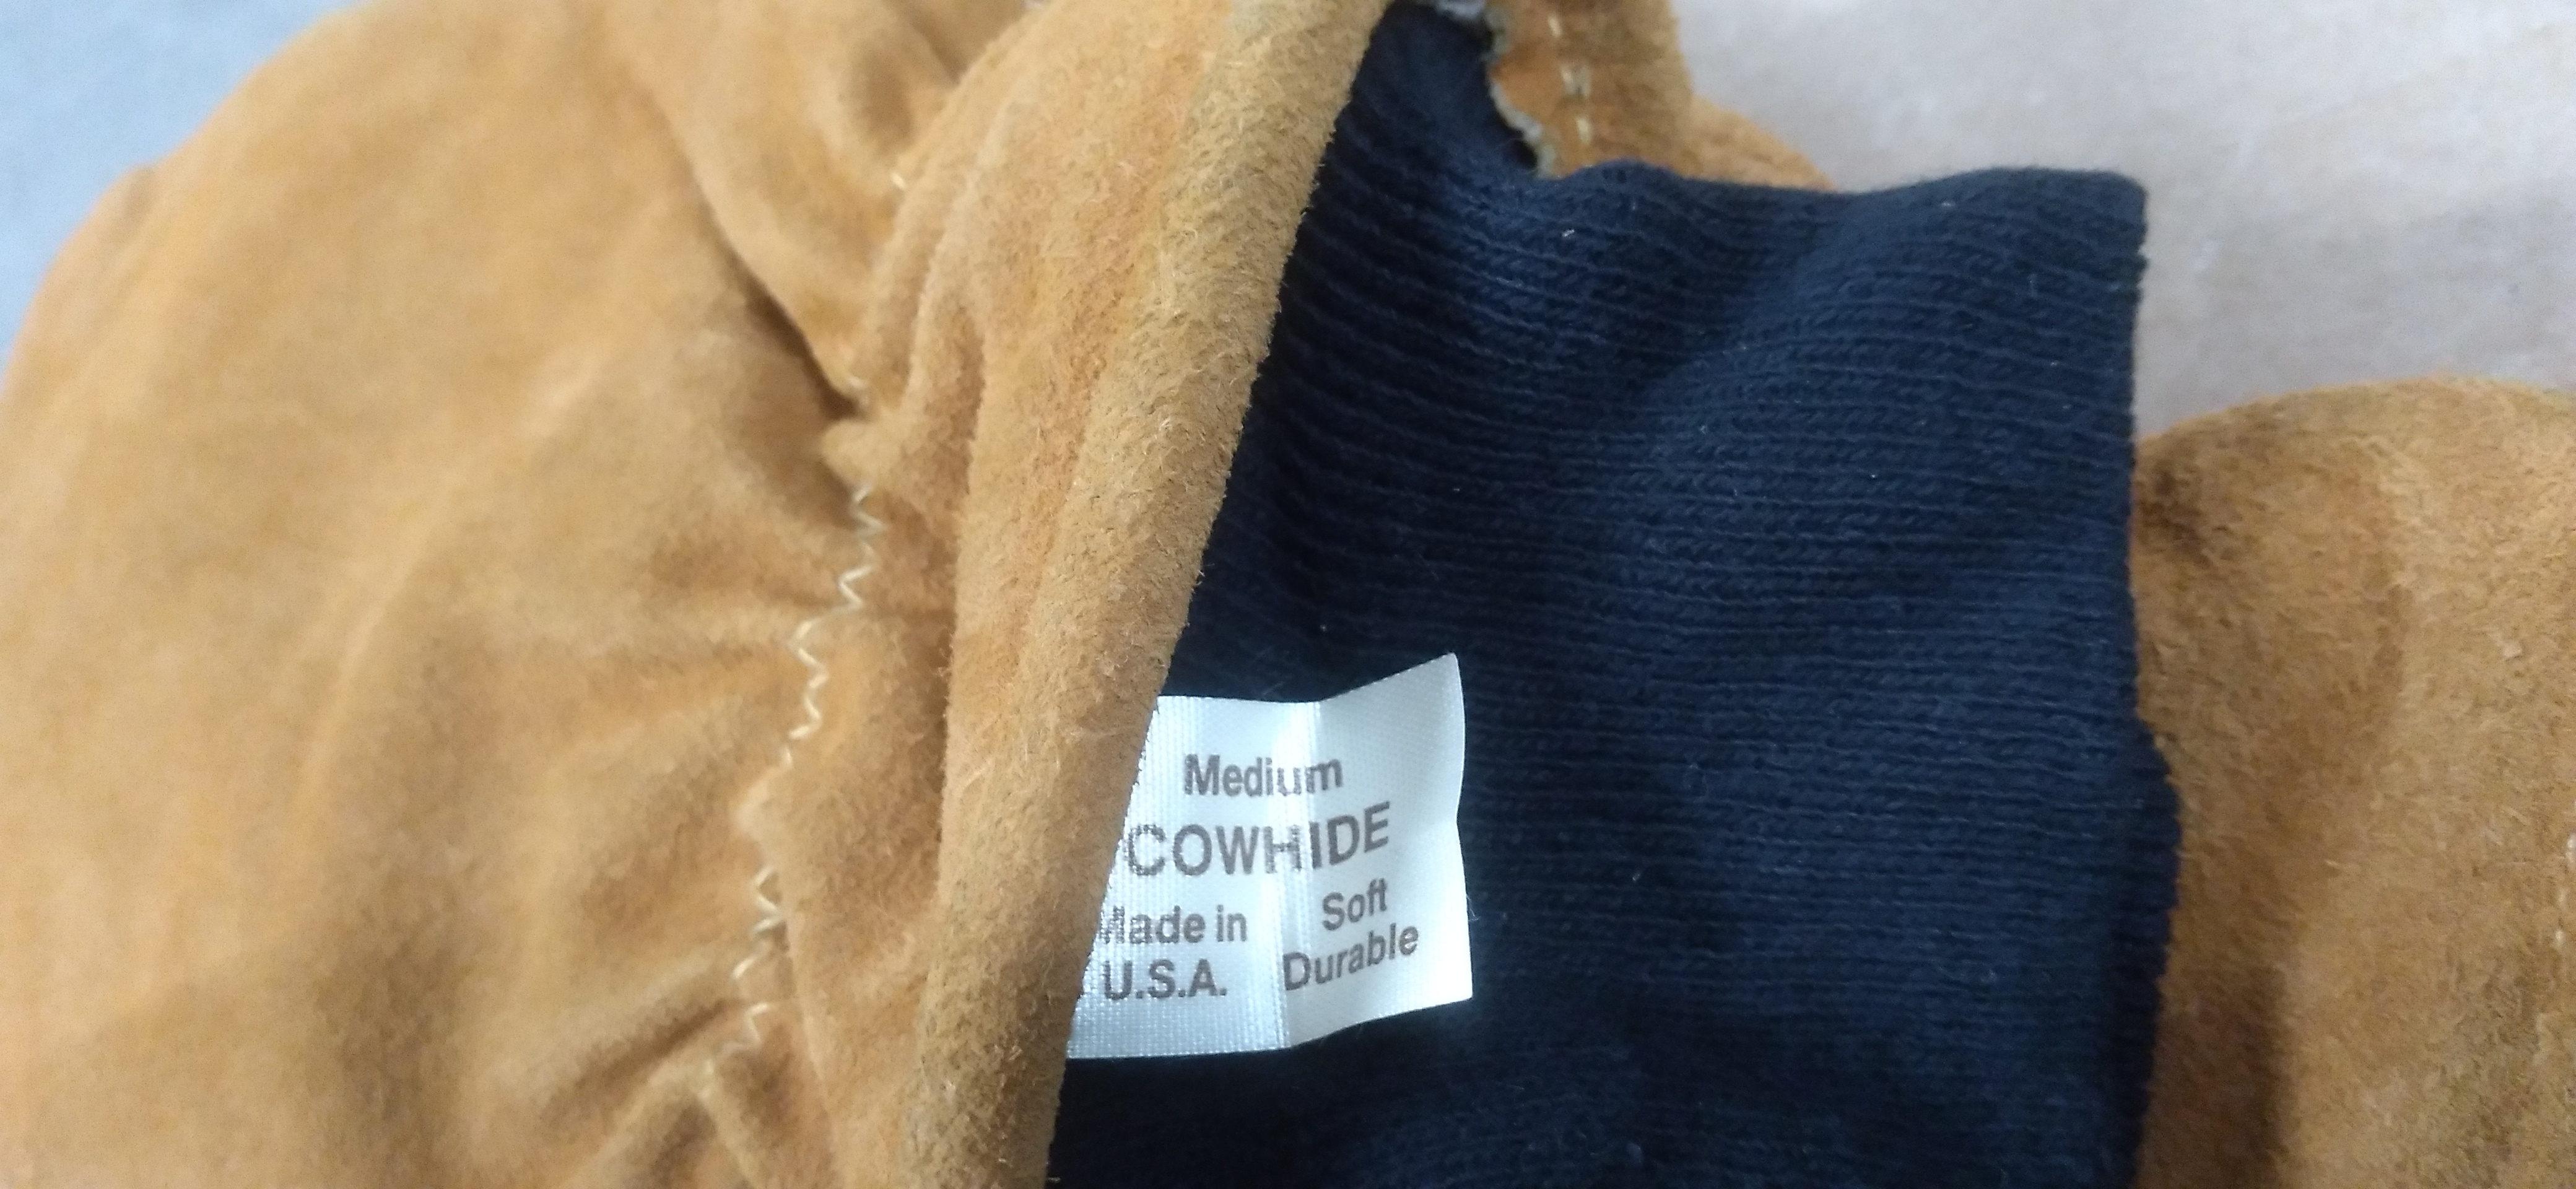 Medium
COWHIDE
Made in Soft
U.S.A. Durable